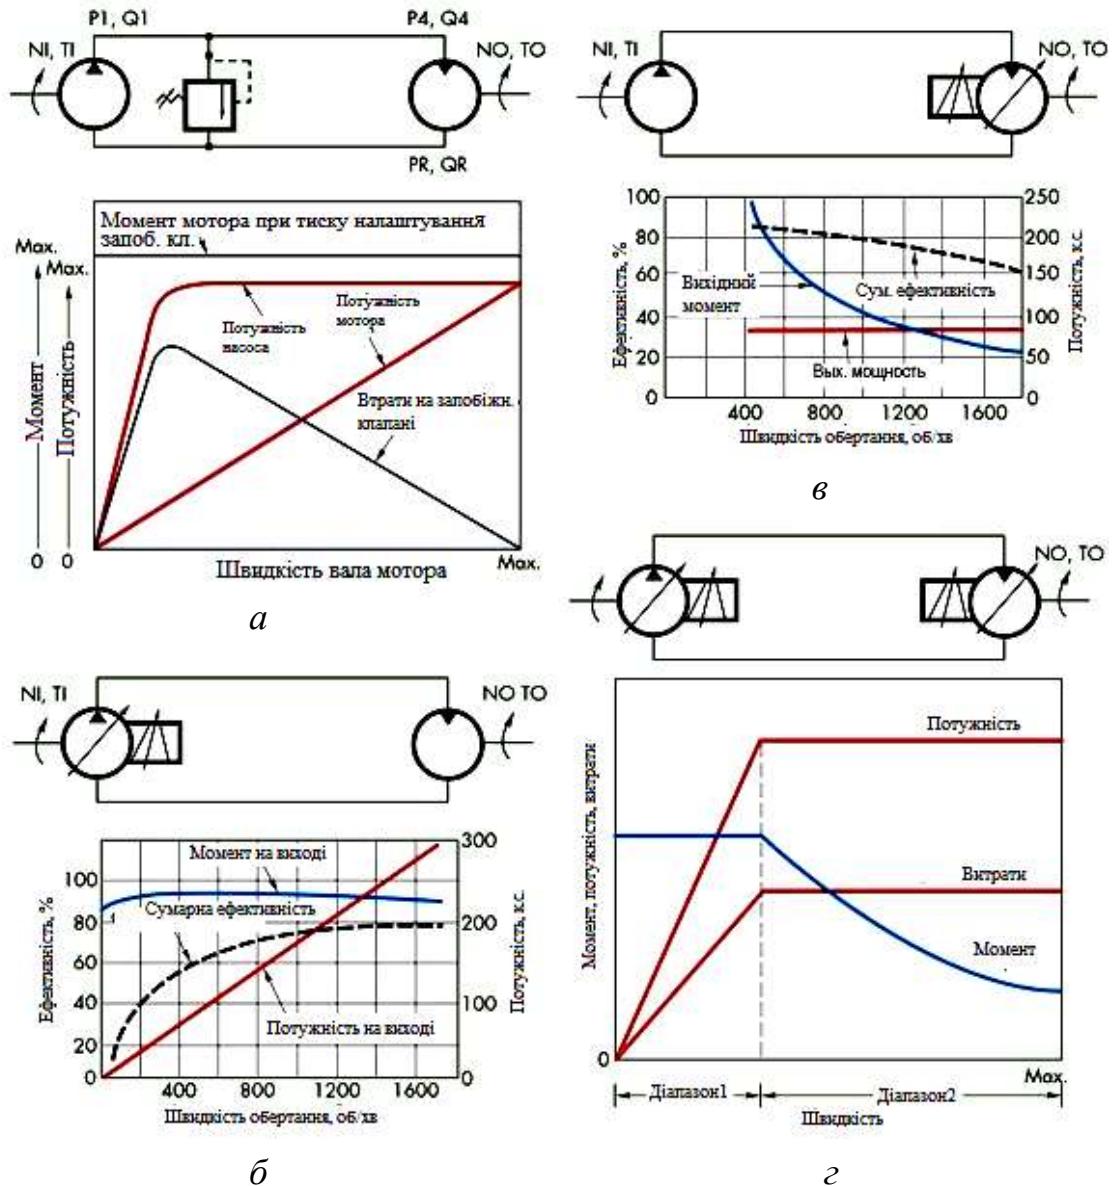 P1, Q1
P4, Q4
NI, TI
NO, TO
PR, QR
Момент мотора при тиску налаштування
запоб. кл.
Max.
Max.
Потужність
насоса
Потужність
мотора
Втрати на запобіжн.
клапані
Момент
Потужність
0
0
Max.
Швидкість вала мотора
а
NI, TI
NO, TO
100
80
60
40
20
0
250
200
150
100
50
0
Ефективність, %
Потужність, к.с.
Вихідний
момент
Сум. ефективність
Вых. мощность
400
800
1200
1600
Швидкість обертання, об/хв
в
NI, TI
NO TO
100
80
60
40
20
0
300
200
100
0
Ефективність, %
Потужність, к.с.
Момент на виході
Сумарна ефективність
Потужність на виході
400
800
1200
1600
Швидкість обертання, об/хв
б
NO, TO
Момент, потужність, витрати
Потужність
Витрати
Момент
0
Max.
Діапазон1
Діапазон2
Швидкість
г